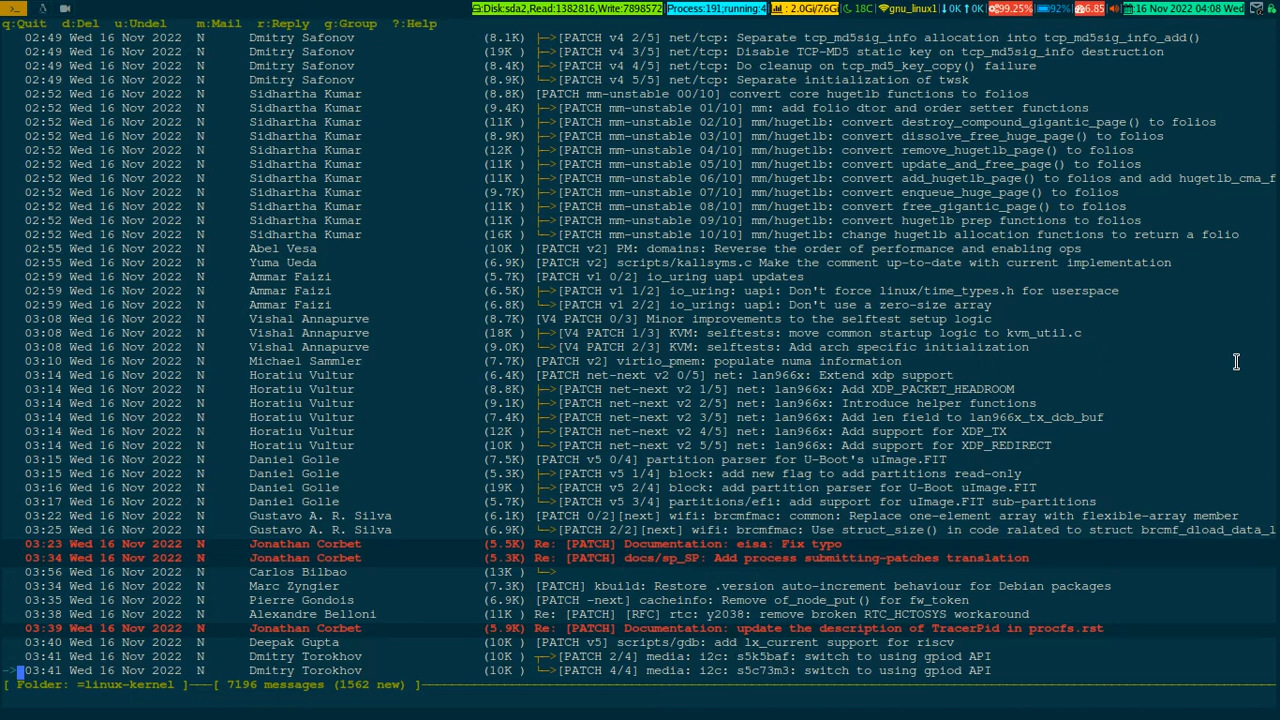 Disk:sda2,Read:1382816,Write:7898572 Process:191;running:4 : 2.0Gi/7.6Gi 18C gnu_linux1 0K 0K 99.25% 92% 6.85 :16 Nov 2022 04:08 Wed
q:Quit d:Del u:Undel m:Mail r:Reply g:Group ?:Help
02:49 Wed 16 Nov 2022 N Dmitry Safonov (8.1K) ├─>[PATCH v4 2/5] net/tcp: Separate tcp_md5sig_info allocation into tcp_md5sig_info_add()
02:49 Wed 16 Nov 2022 N Dmitry Safonov (19K ) ├─>[PATCH v4 3/5] net/tcp: Disable TCP-MD5 static key on tcp_md5sig_info destruction
02:49 Wed 16 Nov 2022 N Dmitry Safonov (8.4K) ├─>[PATCH v4 4/5] net/tcp: Do cleanup on tcp_md5_key_copy() failure
02:49 Wed 16 Nov 2022 N Dmitry Safonov (8.9K) └─>[PATCH v4 5/5] net/tcp: Separate initialization of twsk
02:52 Wed 16 Nov 2022 N Sidhartha Kumar (8.8K) [PATCH mm-unstable 00/10] convert core hugetlb functions to folios
02:52 Wed 16 Nov 2022 N Sidhartha Kumar (9.4K) ├─>[PATCH mm-unstable 01/10] mm: add folio dtor and order setter functions
02:52 Wed 16 Nov 2022 N Sidhartha Kumar (11K ) ├─>[PATCH mm-unstable 02/10] mm/hugetlb: convert destroy_compound_gigantic_page() to folios
02:52 Wed 16 Nov 2022 N Sidhartha Kumar (8.9K) ├─>[PATCH mm-unstable 03/10] mm/hugetlb: convert dissolve_free_huge_page() to folios
02:52 Wed 16 Nov 2022 N Sidhartha Kumar (12K ) ├─>[PATCH mm-unstable 04/10] mm/hugetlb: convert remove_hugetlb_page() to folios
02:52 Wed 16 Nov 2022 N Sidhartha Kumar (11K ) ├─>[PATCH mm-unstable 05/10] mm/hugetlb: convert update_and_free_page() to folios
02:52 Wed 16 Nov 2022 N Sidhartha Kumar (11K ) ├─>[PATCH mm-unstable 06/10] mm/hugetlb: convert add_hugetlb_page() to folios and add hugetlb_cma_f
02:52 Wed 16 Nov 2022 N Sidhartha Kumar (9.7K) ├─>[PATCH mm-unstable 07/10] mm/hugetlb: convert enqueue_huge_page() to folios
02:52 Wed 16 Nov 2022 N Sidhartha Kumar (11K ) ├─>[PATCH mm-unstable 08/10] mm/hugetlb: convert free_gigantic_page() to folios
02:52 Wed 16 Nov 2022 N Sidhartha Kumar (11K ) ├─>[PATCH mm-unstable 09/10] mm/hugetlb: convert hugetlb prep functions to folios
02:52 Wed 16 Nov 2022 N Sidhartha Kumar (16K ) └─>[PATCH mm-unstable 10/10] mm/hugetlb: change hugetlb allocation functions to return a folio
02:55 Wed 16 Nov 2022 N Abel Vesa (10K ) [PATCH v2] PM: domains: Reverse the order of performance and enabling ops
02:55 Wed 16 Nov 2022 N Yuma Ueda (6.9K) [PATCH v2] scripts/kallsyms.c Make the comment up-to-date with current implementation
02:59 Wed 16 Nov 2022 N Ammar Faizi (5.7K) [PATCH v1 0/2] io_uring uapi updates
02:59 Wed 16 Nov 2022 N Ammar Faizi (6.5K) ├─>[PATCH v1 1/2] io_uring: uapi: Don't force linux/time_types.h for userspace
02:59 Wed 16 Nov 2022 N Ammar Faizi (6.8K) └─>[PATCH v1 2/2] io_uring: uapi: Don't use a zero-size array
03:08 Wed 16 Nov 2022 N Vishal Annapurve (8.7K) [V4 PATCH 0/3] Minor improvements to the selftest setup logic
03:08 Wed 16 Nov 2022 N Vishal Annapurve (18K ) ├─>[V4 PATCH 1/3] KVM: selftests: move common startup logic to kvm_util.c
03:08 Wed 16 Nov 2022 N Vishal Annapurve (9.0K) └─>[V4 PATCH 2/3] KVM: selftests: Add arch specific initialization
03:10 Wed 16 Nov 2022 N Michael Sammler (7.7K) [PATCH v2] virtio_pmem: populate numa information
03:14 Wed 16 Nov 2022 N Horatiu Vultur (6.4K) [PATCH net-next v2 0/5] net: lan966x: Extend xdp support
03:14 Wed 16 Nov 2022 N Horatiu Vultur (8.8K) ├─>[PATCH net-next v2 1/5] net: lan966x: Add XDP_PACKET_HEADROOM
03:14 Wed 16 Nov 2022 N Horatiu Vultur (9.1K) ├─>[PATCH net-next v2 2/5] net: lan966x: Introduce helper functions
03:14 Wed 16 Nov 2022 N Horatiu Vultur (7.4K) ├─>[PATCH net-next v2 3/5] net: lan966x: Add len field to lan966x_tx_dcb_buf
03:14 Wed 16 Nov 2022 N Horatiu Vultur (12K ) ├─>[PATCH net-next v2 4/5] net: lan966x: Add support for XDP_TX
03:14 Wed 16 Nov 2022 N Horatiu Vultur (10K ) └─>[PATCH net-next v2 5/5] net: lan966x: Add support for XDP_REDIRECT
03:15 Wed 16 Nov 2022 N Daniel Golle (7.5K) [PATCH v5 0/4] partition parser for U-Boot's uImage.FIT
03:15 Wed 16 Nov 2022 N Daniel Golle (5.3K) ├─>[PATCH v5 1/4] block: add new flag to add partitions read-only
03:16 Wed 16 Nov 2022 N Daniel Golle (19K ) ├─>[PATCH v5 2/4] block: add partition parser for U-Boot uImage.FIT
03:17 Wed 16 Nov 2022 N Daniel Golle (5.7K) └─>[PATCH v5 3/4] partitions/efi: add support for uImage.FIT sub-partitions
03:22 Wed 16 Nov 2022 N Gustavo A. R. Silva (6.1K) [PATCH 0/2][next] wifi: brcmfmac: common: Replace one-element array with flexible-array member
03:25 Wed 16 Nov 2022 N Gustavo A. R. Silva (6.9K) └─>[PATCH 2/2][next] wifi: brcmfmac: Use struct_size() in code ralated to struct brcmf_dload_data_l
03:23 Wed 16 Nov 2022 N Jonathan Corbet (5.5K) Re: [PATCH] Documentation: eisa: Fix typo
03:34 Wed 16 Nov 2022 N Jonathan Corbet (5.3K) Re: [PATCH] docs/sp_SP: Add process submitting-patches translation
03:56 Wed 16 Nov 2022 N Carlos Bilbao (13K ) └─>
03:34 Wed 16 Nov 2022 N Marc Zyngier (7.3K) [PATCH] kbuild: Restore .version auto-increment behaviour for Debian packages
03:35 Wed 16 Nov 2022 N Pierre Gondois (6.9K) [PATCH -next] cacheinfo: Remove of_node_put() for fw_token
03:38 Wed 16 Nov 2022 N Alexandre Belloni (11K ) Re: [PATCH] [RFC] rtc: y2038: remove broken RTC_HCTOSYS workaround
03:39 Wed 16 Nov 2022 N Jonathan Corbet (5.9K) Re: [PATCH] Documentation: update the description of TracerPid in procfs.rst
03:40 Wed 16 Nov 2022 N Deepak Gupta (10K ) [PATCH v5] scripts/gdb: add lx_current support for riscv
03:41 Wed 16 Nov 2022 N Dmitry Torokhov (10K ) ┬─>[PATCH 2/4] media: i2c: s5k5baf: switch to using gpiod API
->03:41 Wed 16 Nov 2022 N Dmitry Torokhov (10K ) └─>[PATCH 4/4] media: i2c: s5c73m3: switch to using gpiod API
[ Folder: =linux-kernel ]──[ 7196 messages (1562 new) ]